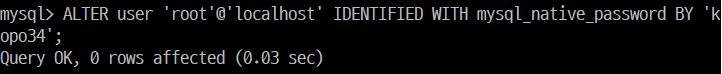 mysql> ALTER user 'root'@'localhost' IDENTIFIED WITH mysql_native_password BY 'k
opo34';
Query OK, 0 rows affected (0.03 sec)